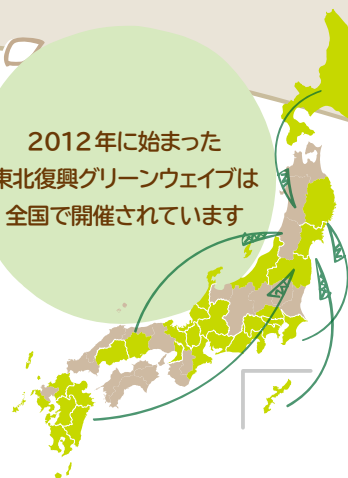 2012年に始まった
東北復興グリーンウェイブは
全国で開催されています